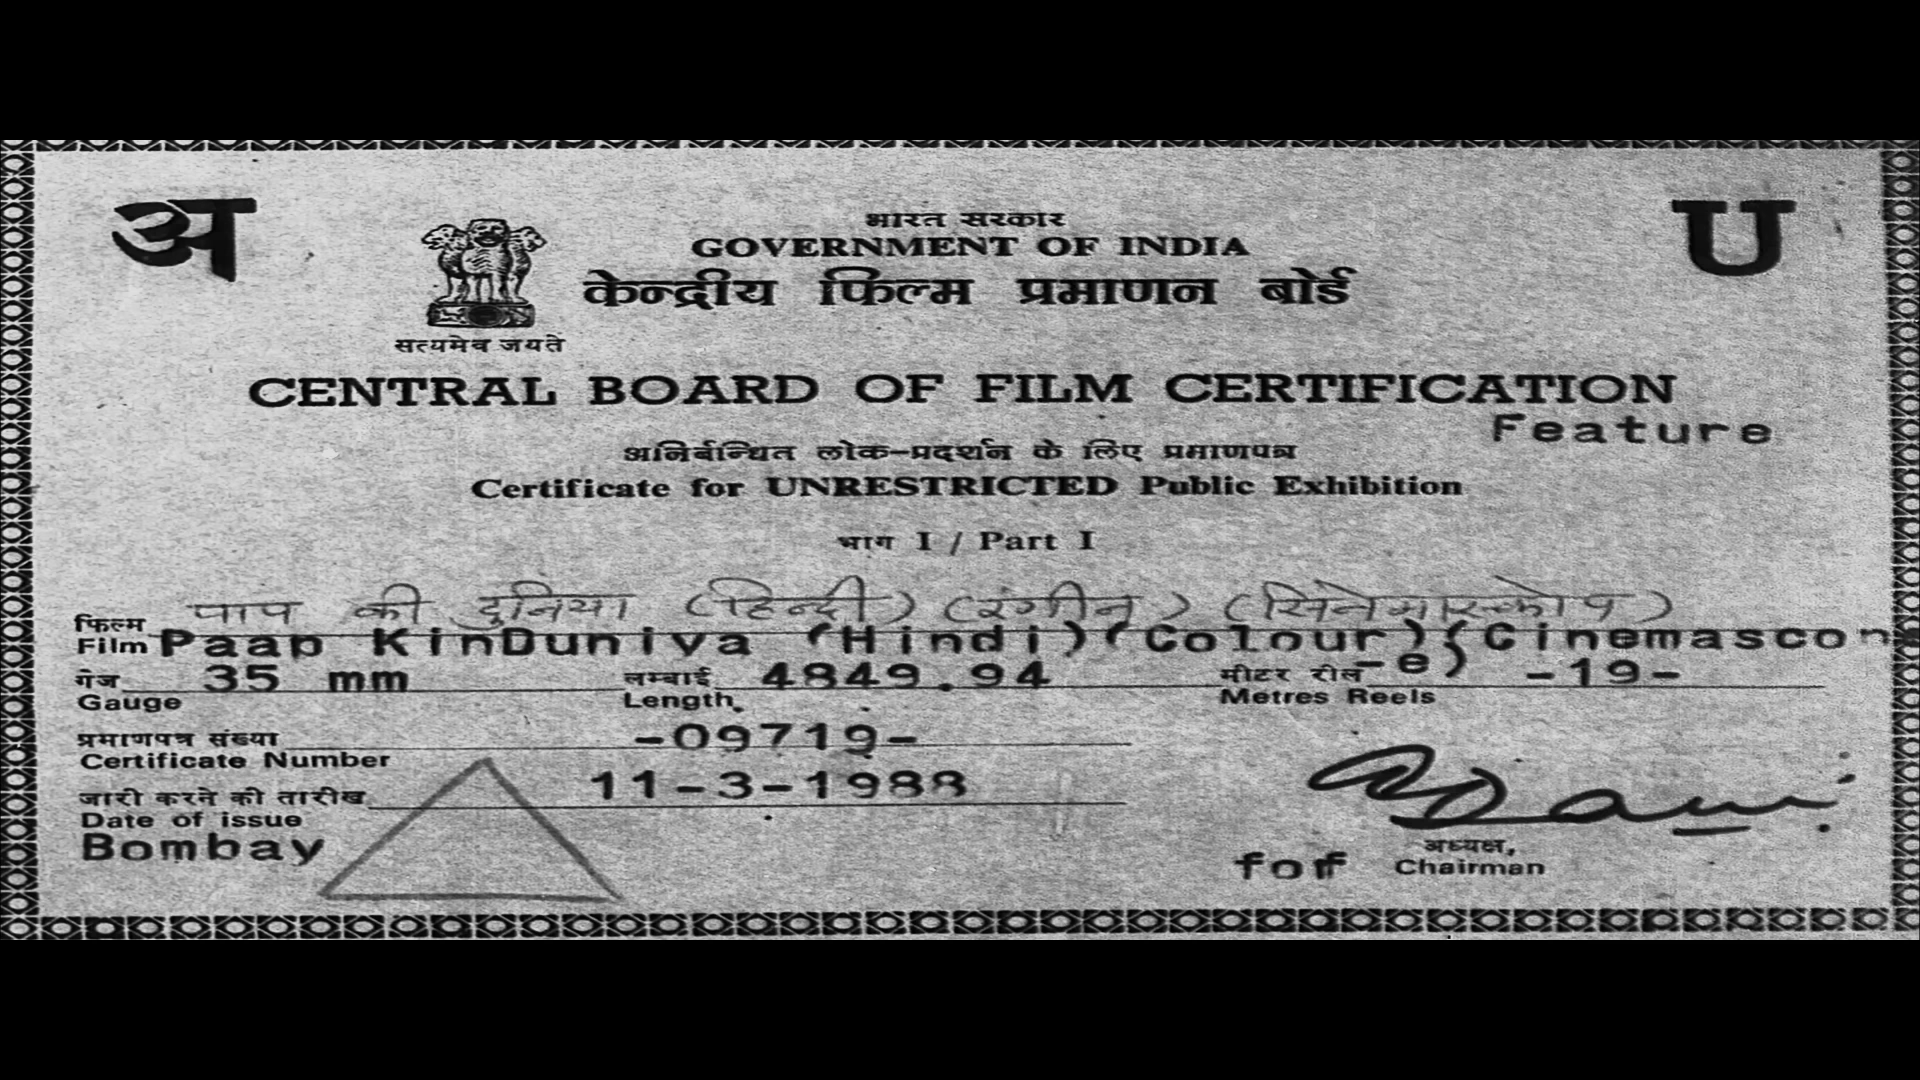 अ
U
भारत सरकार
GOVERNMENT OF INDIA
केन्द्रीय फिल्म प्रमाणन बोर्ड
सत्यमेव जयते
CENTRAL BOARD OF FILM CERTIFICATION
Feature
अनिर्बन्धित लोक-प्रदर्शन के लिए प्रमाणपत्र
Certificate for UNRESTRICTED Public Exhibition
भाग I / Part I
फिल्म पाप की दुनिया (हिन्दी) (रंगीन) (सिनेमास्कोप)
Film Paap KinDuniya (Hindi)(Colour)(Cinemascop
-e)
गेज 35 mm लम्बाई 4849.94 मीटर रील -19-
Gauge Length Metres Reels
प्रमाणपत्र संख्या -09719-
Certificate Number
जारी करने की तारीख 11-3-1988
Date of issue
Bombay
for अध्यक्ष,
Chairman